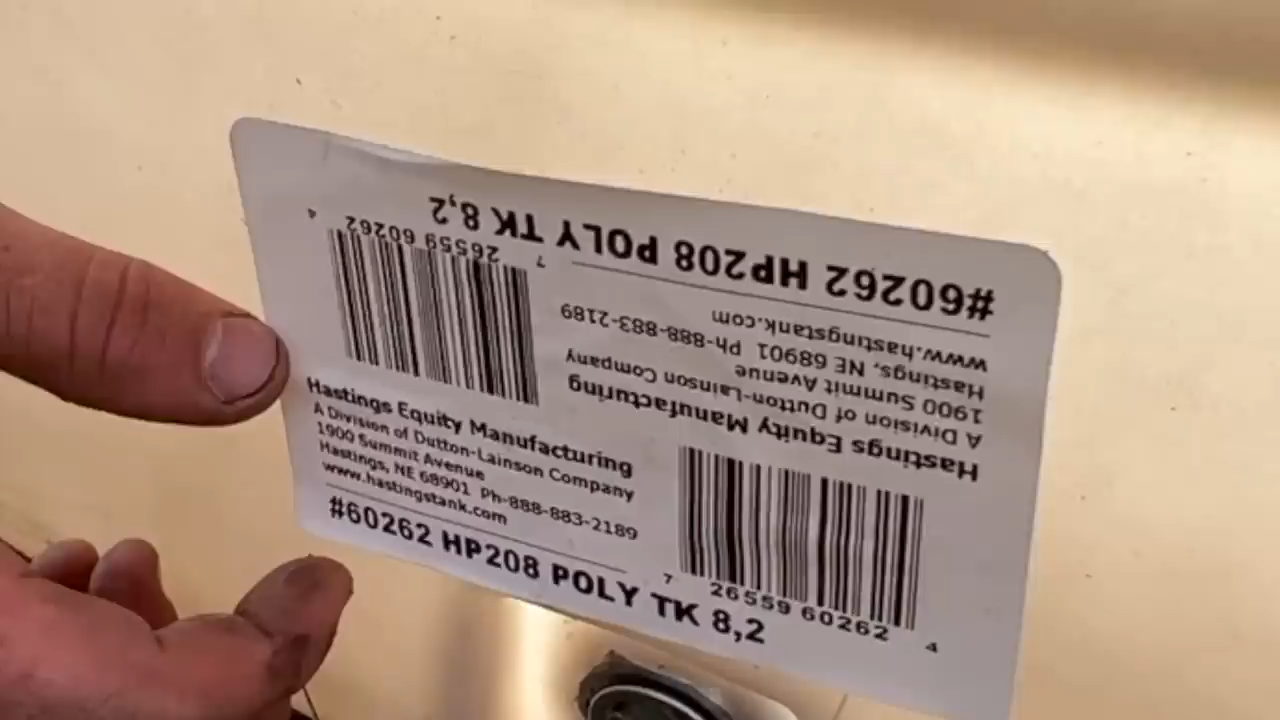 Hastings Equity Manufacturing
A Division of Dutton-Lainson Company
1900 Summit Avenue
Hastings, NE 68901 Ph-888-883-2189
www.hastingstank.com
#60262 HP208 POLY TK 8,2
7 26559 60262 4
Hastings Equity Manufacturing
A Division of Dutton-Lainson Company
1900 Summit Avenue
Hastings, NE 68901 Ph-888-883-2189
www.hastingstank.com
#60262 HP208 POLY TK 8,2
7 26559 60262 4